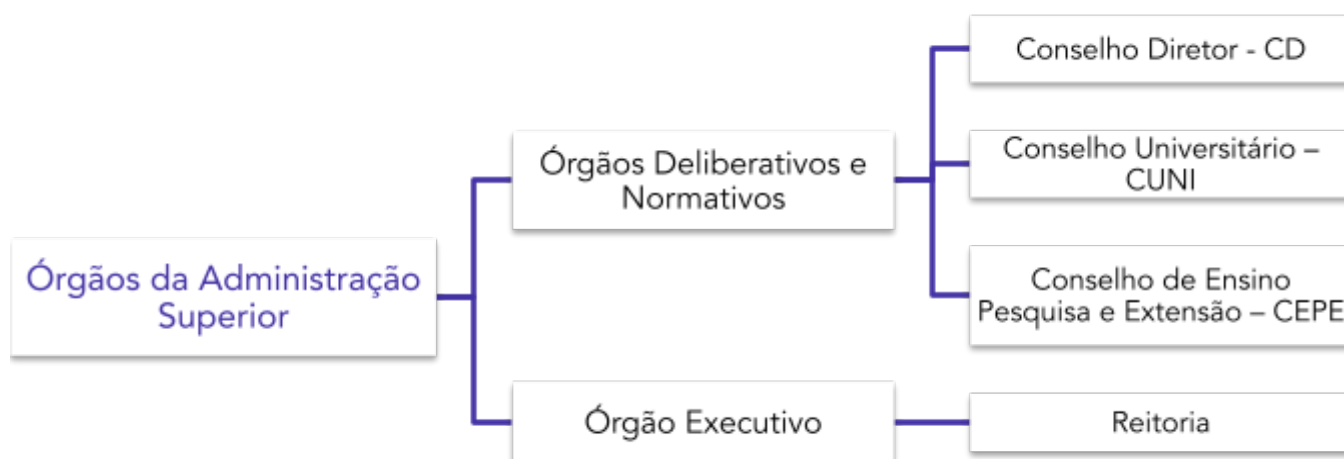 Órgãos da Administração
Superior
Órgãos Deliberativos e
Normativos
Conselho Diretor - CD
Conselho Universitário –
CUNI
Conselho de Ensino
Pesquisa e Extensão – CEPE
Órgão Executivo
Reitoria